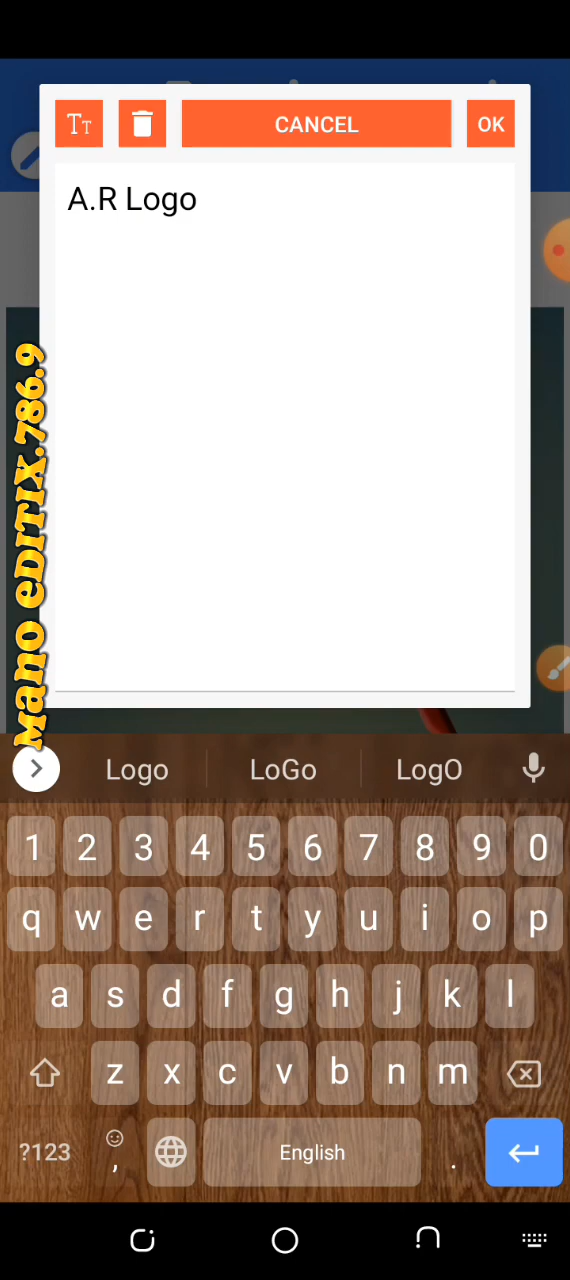 Tт
CANCEL
OK
A.R Logo
Mano eDITIX.786.9
Logo LoGo LogO
1 2 3 4 5 6 7 8 9 0
q w e r t y u i o p
a s d f g h j k l
z x c v b n m
?123 , English .